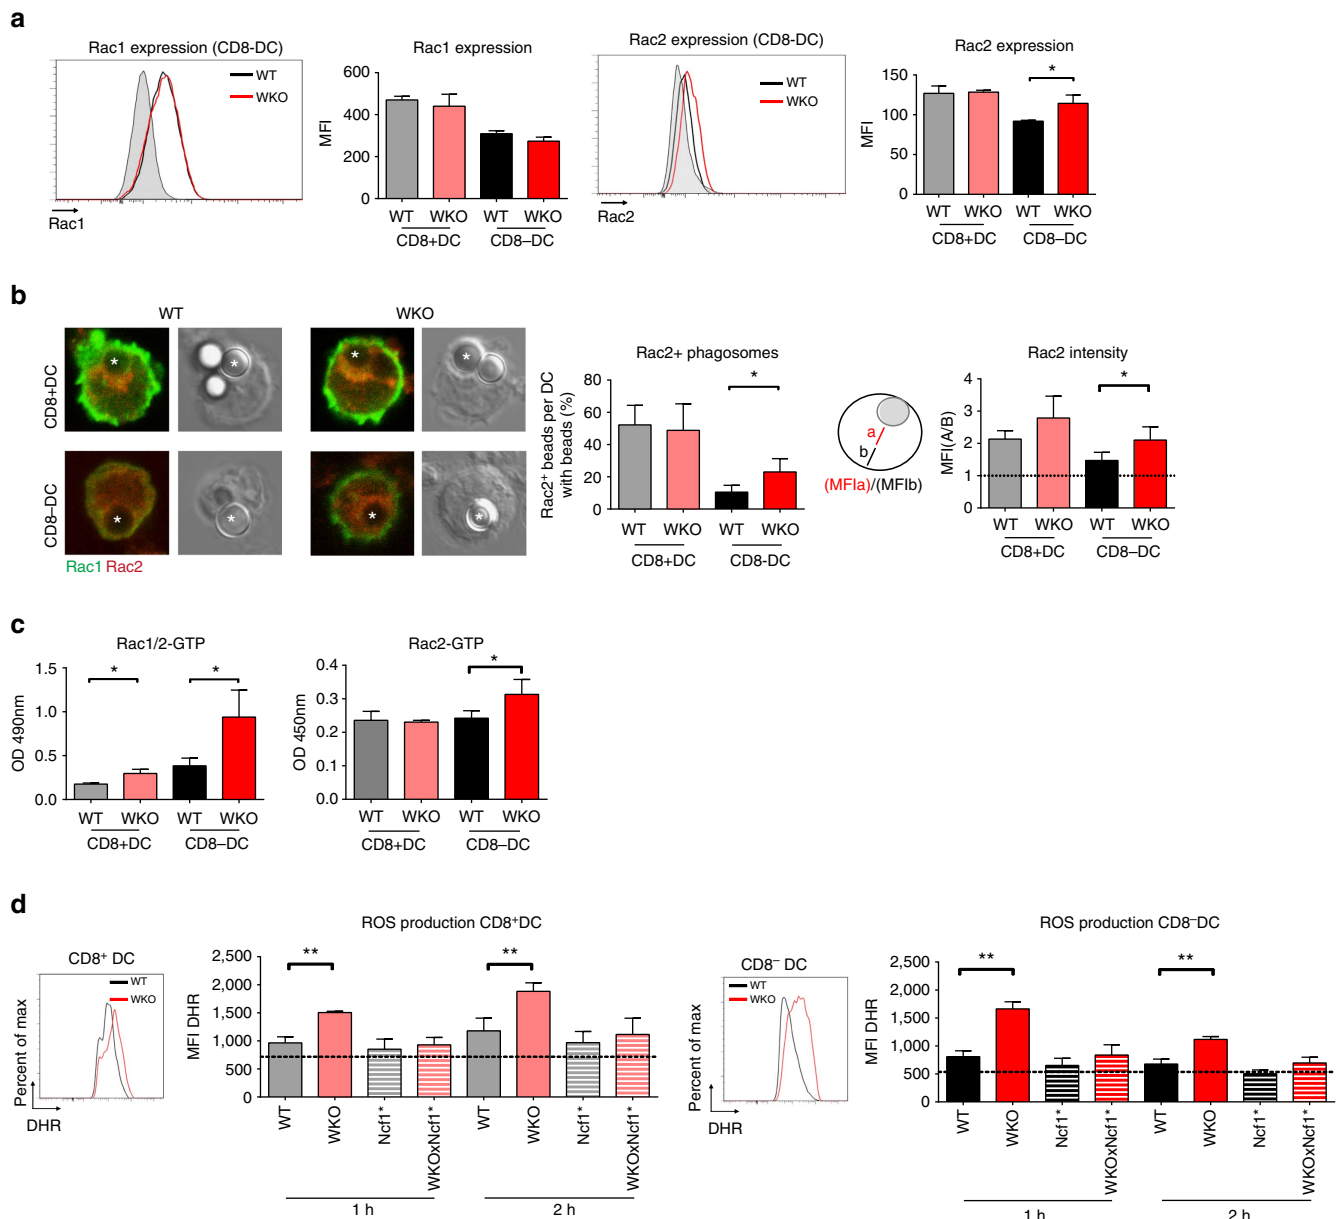 a
Rac1 expression (CD8-DC)
WT
WKO
Rac1
Rac1 expression
MFI
600
400
200
0
WT WKO WT WKO
CD8+DC CD8–DC
Rac2 expression (CD8-DC)
WT
WKO
Rac2
Rac2 expression
MFI
150
100
50
0
WT WKO WT WKO
CD8+DC CD8–DC
*
b
WT WKO
CD8+DC
* * * *
CD8–DC
* * * *
Rac1 Rac2
Rac2+ phagosomes
Rac2+ beads per DC
with beads (%)
80
60
40
20
0
*
WT WKO WT WKO
CD8+DC CD8-DC
a
b
(MFIa)/(MFIb)
Rac2 intensity
MFI(A/B)
4
3
2
1
0
*
WT WKO WT WKO
CD8+DC CD8–DC
c
Rac1/2-GTP
OD 490nm
1.5
1.0
0.5
0.0
* *
WT WKO WT WKO
CD8+DC CD8–DC
Rac2-GTP
OD 450nm
0.4
0.3
0.2
0.1
0.0
*
WT WKO WT WKO
CD8+DC CD8–DC
d
CD8+ DC
WT
WKO
Percent of max
DHR
ROS production CD8+DC
MFI DHR
2,500
2,000
1,500
1,000
500
0
** **
WT WKO Ncf1* WKOxNcf1* WT WKO Ncf1* WKOxNcf1*
1 h 2 h
CD8– DC
WT
WKO
Percent of max
DHR
ROS production CD8–DC
MFI DHR
2,500
2,000
1,500
1,000
500
0
** **
WT WKO Ncf1* WKOxNcf1* WT WKO Ncf1* WKOxNcf1*
1 h 2 h